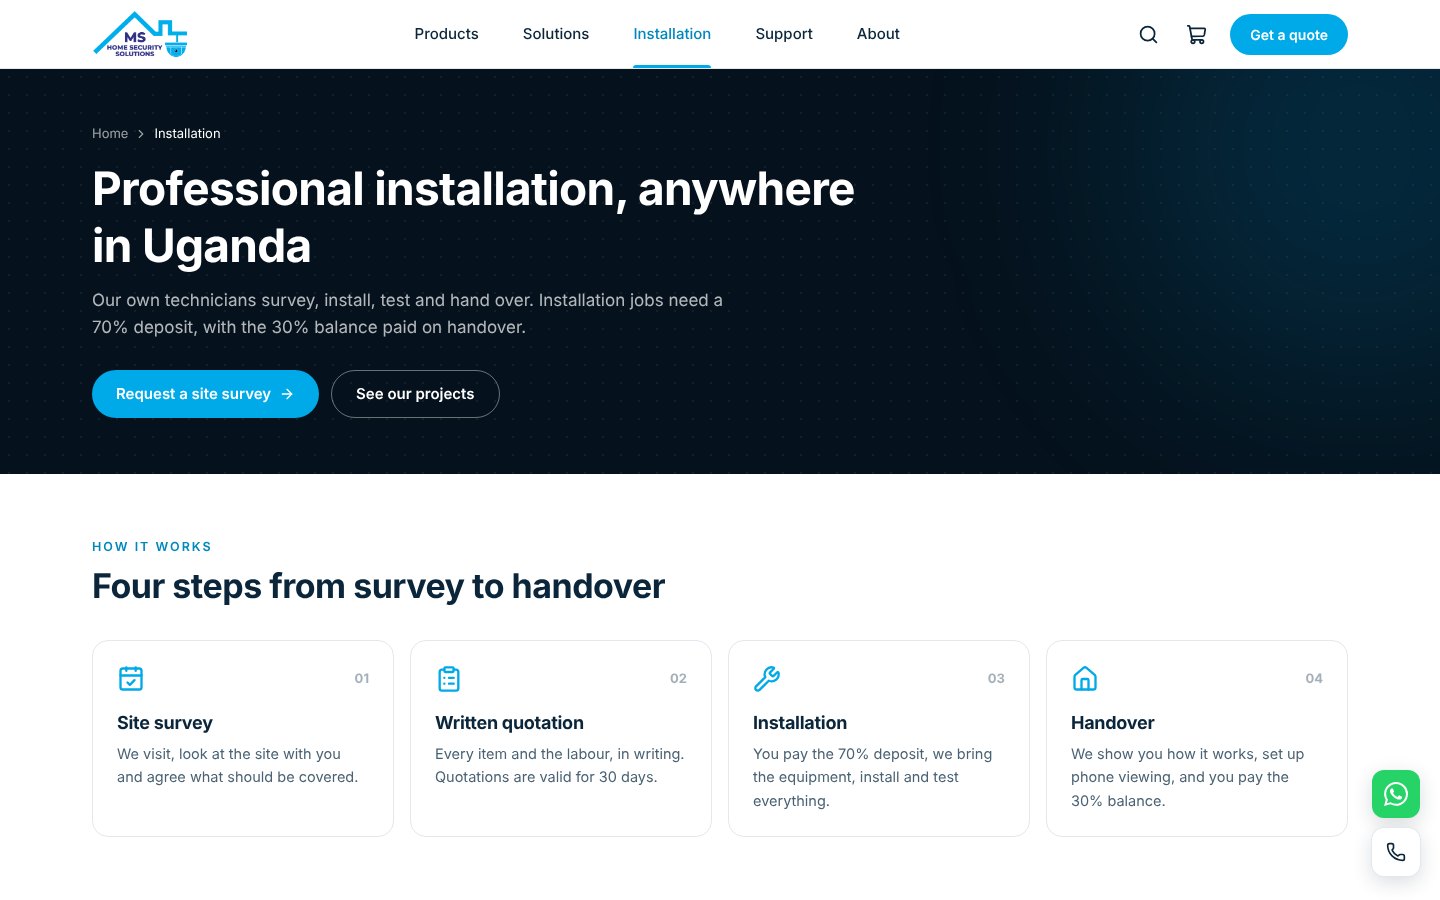 MS
HOME SECURITY
SOLUTIONS
Products
Solutions
Installation
Support
About
Get a quote
Home
Installation
Professional installation, anywhere
in Uganda
Our own technicians survey, install, test and hand over. Installation jobs need a
70% deposit, with the 30% balance paid on handover.
Request a site survey
See our projects
HOW IT WORKS
Four steps from survey to handover
01
Site survey
We visit, look at the site with you
and agree what should be covered.
02
Written quotation
Every item and the labour, in writing.
Quotations are valid for 30 days.
03
Installation
You pay the 70% deposit, we bring
the equipment, install and test
everything.
04
Handover
We show you how it works, set up
phone viewing, and you pay the
30% balance.